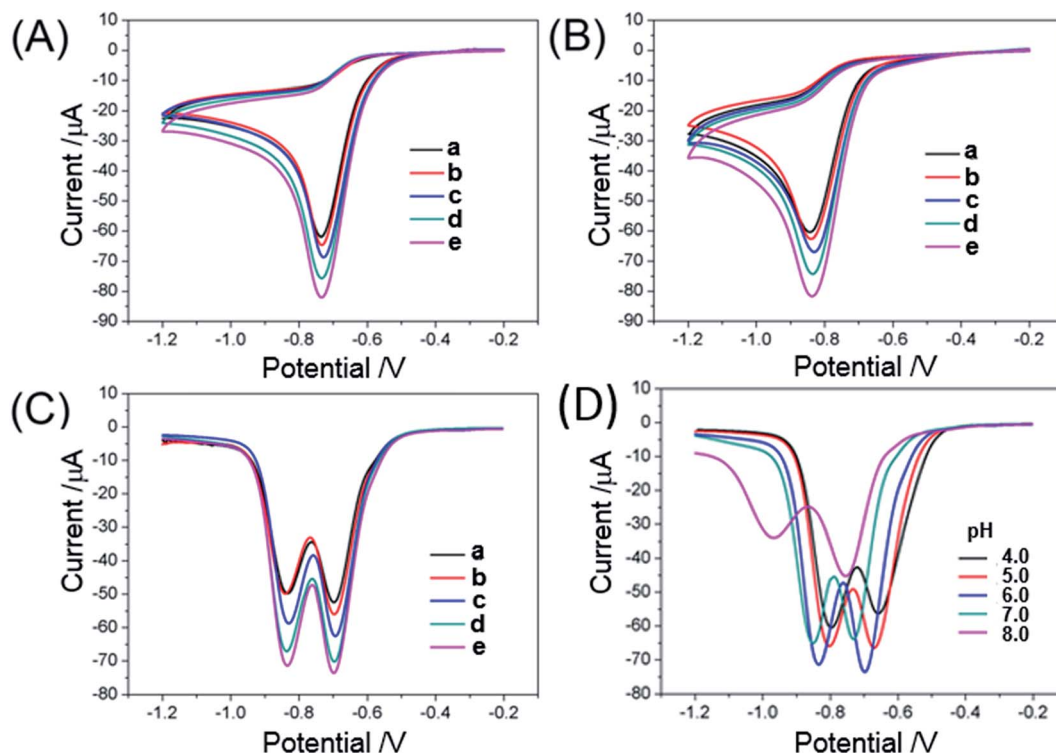 (A)
10
0
-10
-20
-30
-40
-50
-60
-70
-80
-90
Current /μA
a
b
c
d
e
-1.2
-1.0
-0.8
-0.6
-0.4
-0.2
Potential /V
(B)
10
0
-10
-20
-30
-40
-50
-60
-70
-80
-90
Current /μA
a
b
c
d
e
-1.2
-1.0
-0.8
-0.6
-0.4
-0.2
Potential /V
(C)
10
0
-10
-20
-30
-40
-50
-60
-70
-80
Current /μA
a
b
c
d
e
-1.2
-1.0
-0.8
-0.6
-0.4
-0.2
Potential /V
(D)
10
0
-10
-20
-30
-40
-50
-60
-70
-80
Current /μA
pH
4.0
5.0
6.0
7.0
8.0
-1.2
-1.0
-0.8
-0.6
-0.4
-0.2
Potential /V